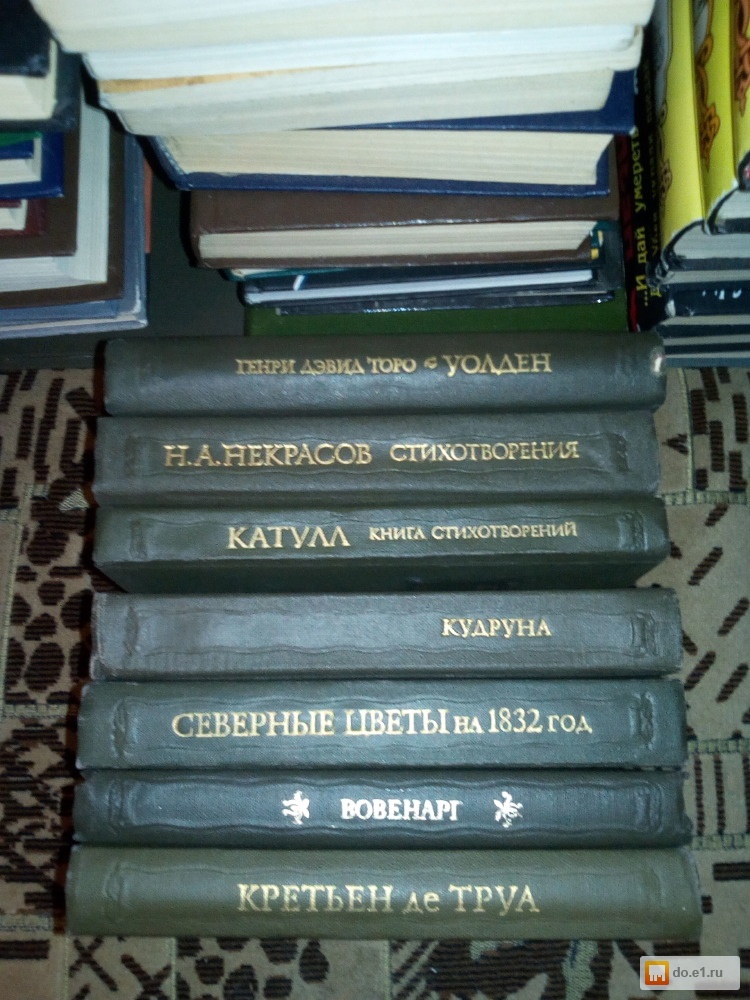 ...И дай умереть
ГЕНРИ ДЭВИД ТОРО УОЛДЕН
Н.А.НЕКРАСОВ СТИХОТВОРЕНИЯ
КАТУЛЛ КНИГА СТИХОТВОРЕНИЙ
КУДРУНА
СЕВЕРНЫЕ ЦВЕТЫ НА 1832 ГОД
ВОВЕНАРГ
КРЕТЬЕН де ТРУА
do.e1.ru